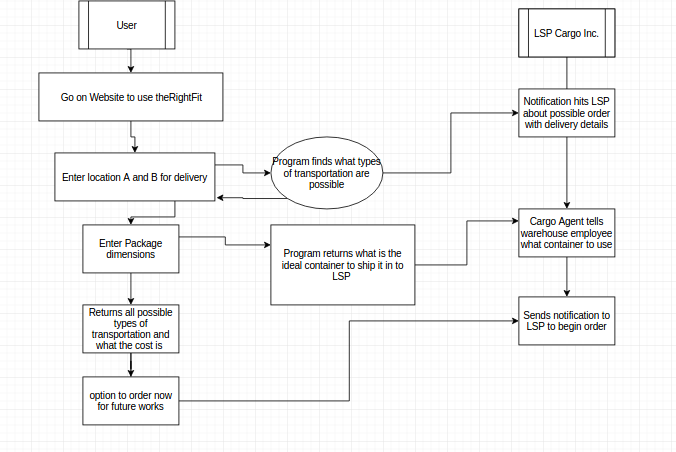 User
LSP Cargo Inc.
Go on Website to use theRightFit
Notification hits LSP
about possible order
with delivery details
Enter location A and B for delivery
Program finds what types
of transportation are
possible
Enter Package
dimensions
Program returns what is the
ideal container to ship it in to
LSP
Cargo Agent tells
warehouse employee
what container to use
Returns all possible
types of
transportation and
what the cost is
Sends notification to
LSP to begin order
option to order now
for future works